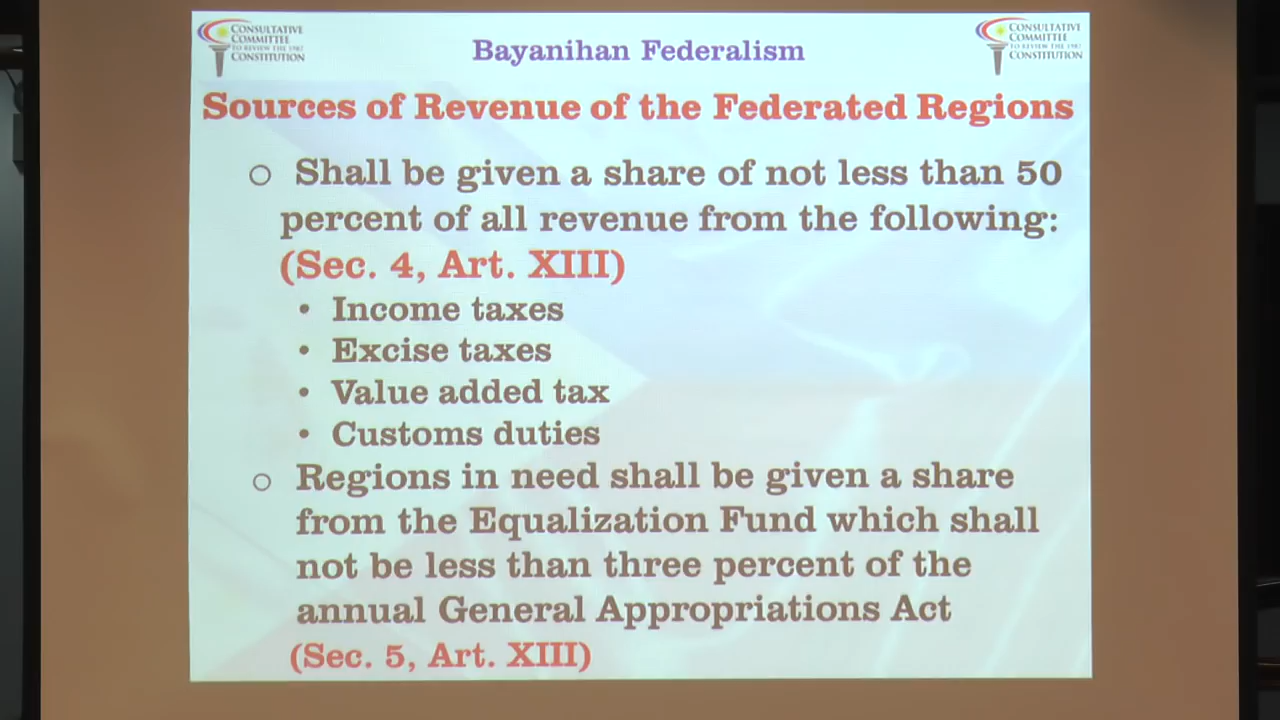 CONSULTATIVE
COMMITTEE
TO REVIEW THE 1987
CONSTITUTION
Bayanihan Federalism
CONSULTATIVE
COMMITTEE
TO REVIEW THE 1987
CONSTITUTION
Sources of Revenue of the Federated Regions
Shall be given a share of not less than 50
percent of all revenue from the following:
(Sec. 4, Art. XIII)
• Income taxes
• Excise taxes
• Value added tax
• Customs duties
Regions in need shall be given a share
from the Equalization Fund which shall
not be less than three percent of the
annual General Appropriations Act
(Sec. 5, Art. XIII)